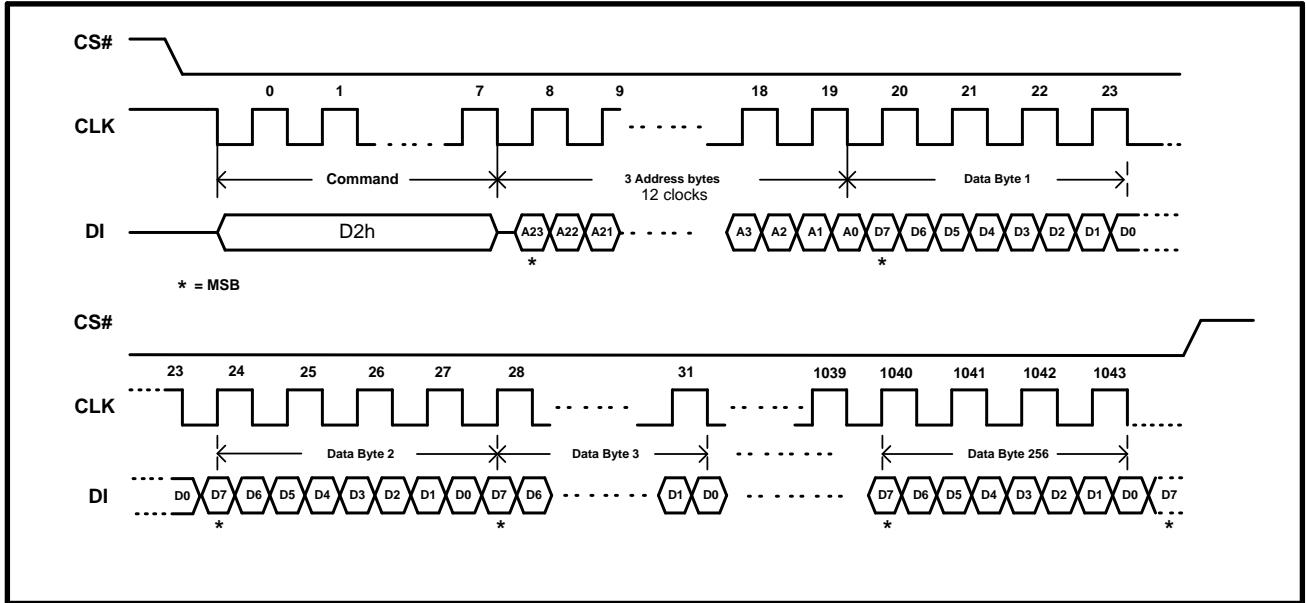 CS#
0 1 7 8 9 18 19 20 21 22 23
CLK
Command 3 Address bytes Data Byte 1
12 clocks
DI D2h A23 A22 A21 A3 A2 A1 A0 D7 D6 D5 D4 D3 D2 D1 D0
* *
* = MSB
CS#
23 24 25 26 27 28 31 1039 1040 1041 1042 1043
CLK
Data Byte 2 Data Byte 3 Data Byte 256
DI D0 D7 D6 D5 D4 D3 D2 D1 D0 D7 D6 D1 D0 D7 D6 D5 D4 D3 D2 D1 D0 D7
* * * *